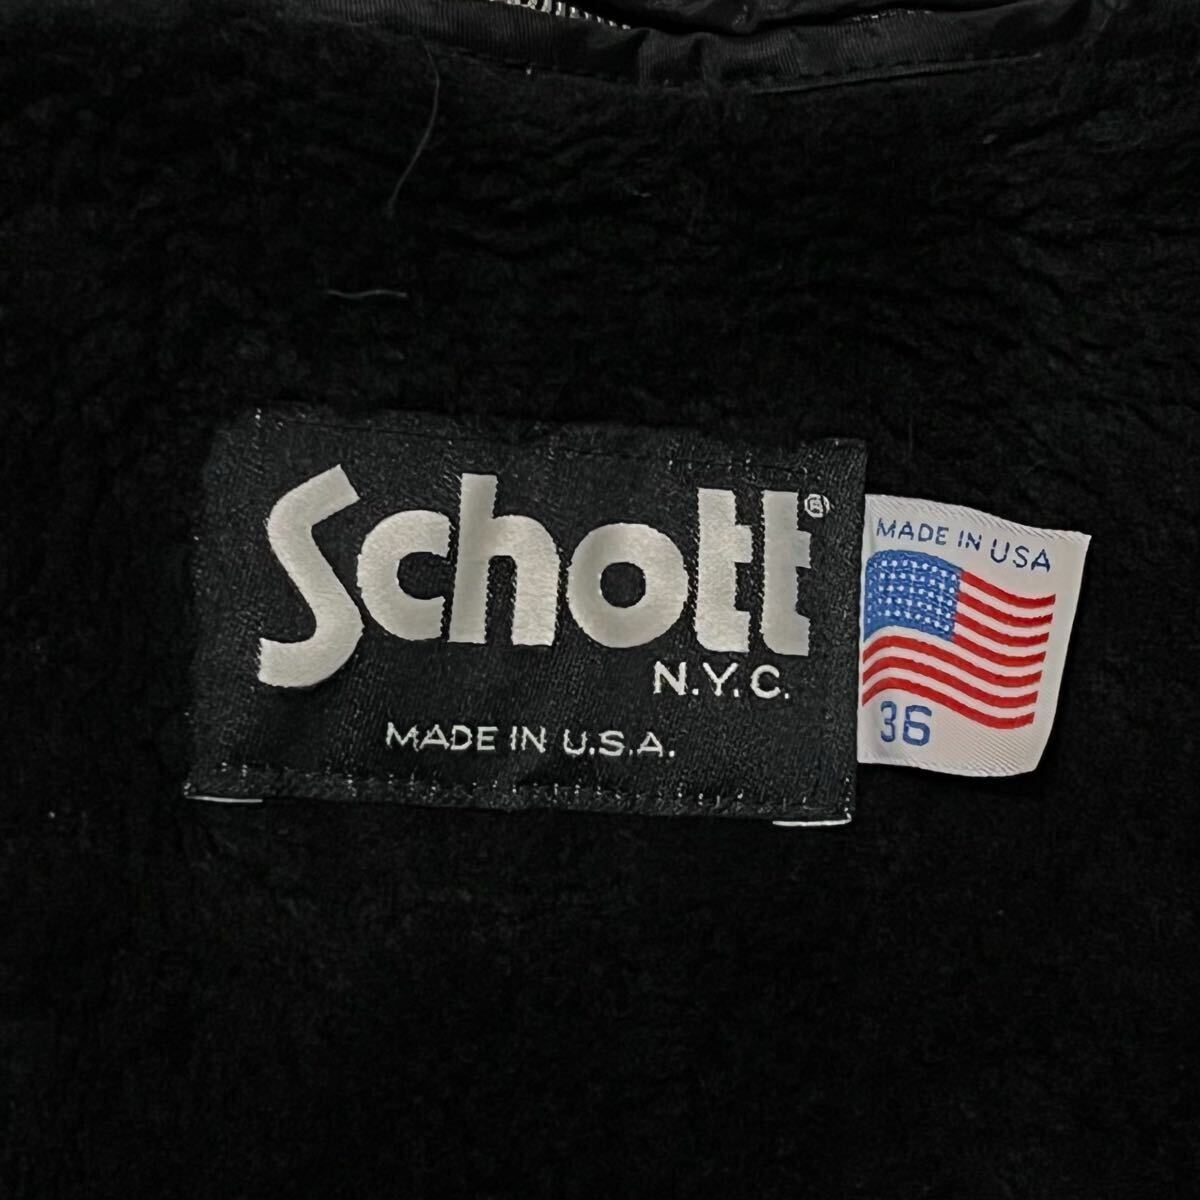 Schott®
N.Y.C.
MADE IN U.S.A.
MADE IN USA
36